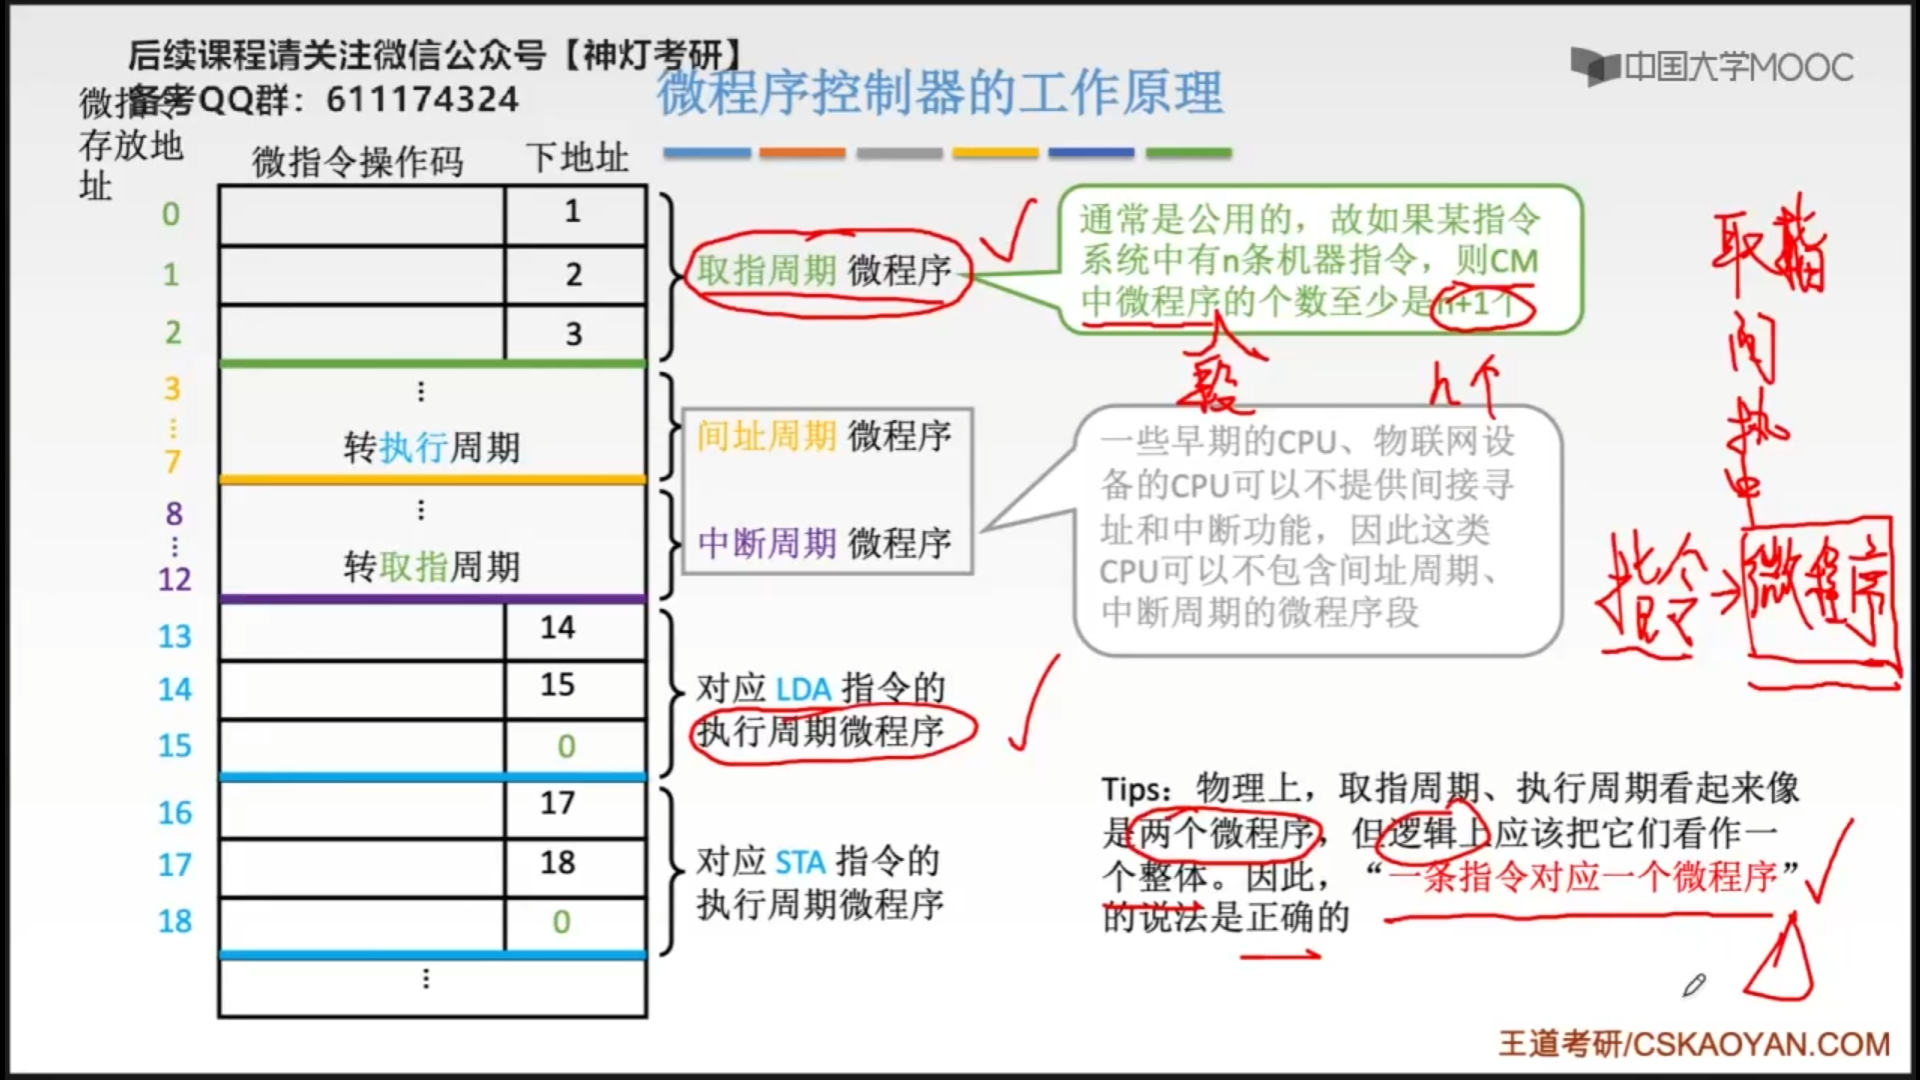 后续课程请关注微信公众号【神灯考研】
备考QQ群：611174324
中国大学MOOC
微程序控制器的工作原理
微指令
存放地
址
微指令操作码 下地址
0 1
1 2
2 3
取指周期 微程序
通常是公用的，故如果某指令
系统中有n条机器指令，则CM
中微程序的个数至少是n+1个
段
n个
取指
间
执
中
指令→微程序
3
⋮
7
⋮
转执行周期
间址周期 微程序
8
⋮
12
⋮
转取指周期
中断周期 微程序
一些早期的CPU、物联网设
备的CPU可以不提供间接寻
址和中断功能，因此这类
CPU可以不包含间址周期、
中断周期的微程序段
13 14
14 15
15 0
对应 LDA 指令的
执行周期微程序
16 17
17 18
18 0
对应 STA 指令的
执行周期微程序
⋮
Tips：物理上，取指周期、执行周期看起来像
是两个微程序，但逻辑上应该把它们看作一
个整体。因此，“一条指令对应一个微程序”
的说法是正确的
王道考研/CSKAOYAN.COM